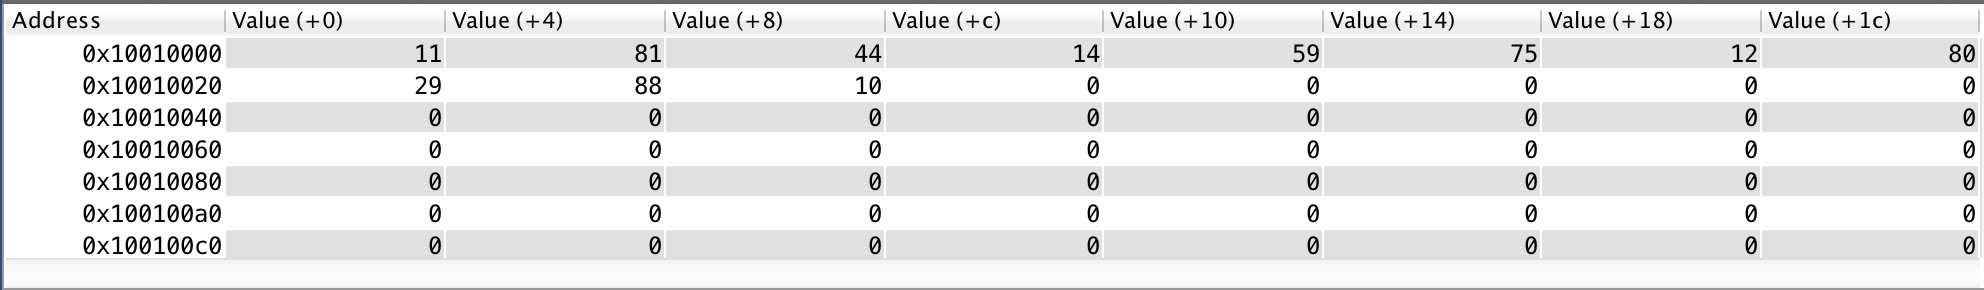 Address Value (+0) Value (+4) Value (+8) Value (+c) Value (+10) Value (+14) Value (+18) Value (+1c)
0x10010000 11 81 44 14 59 75 12 80
0x10010020 29 88 10 0 0 0 0 0
0x10010040 0 0 0 0 0 0 0 0
0x10010060 0 0 0 0 0 0 0 0
0x10010080 0 0 0 0 0 0 0 0
0x100100a0 0 0 0 0 0 0 0 0
0x100100c0 0 0 0 0 0 0 0 0